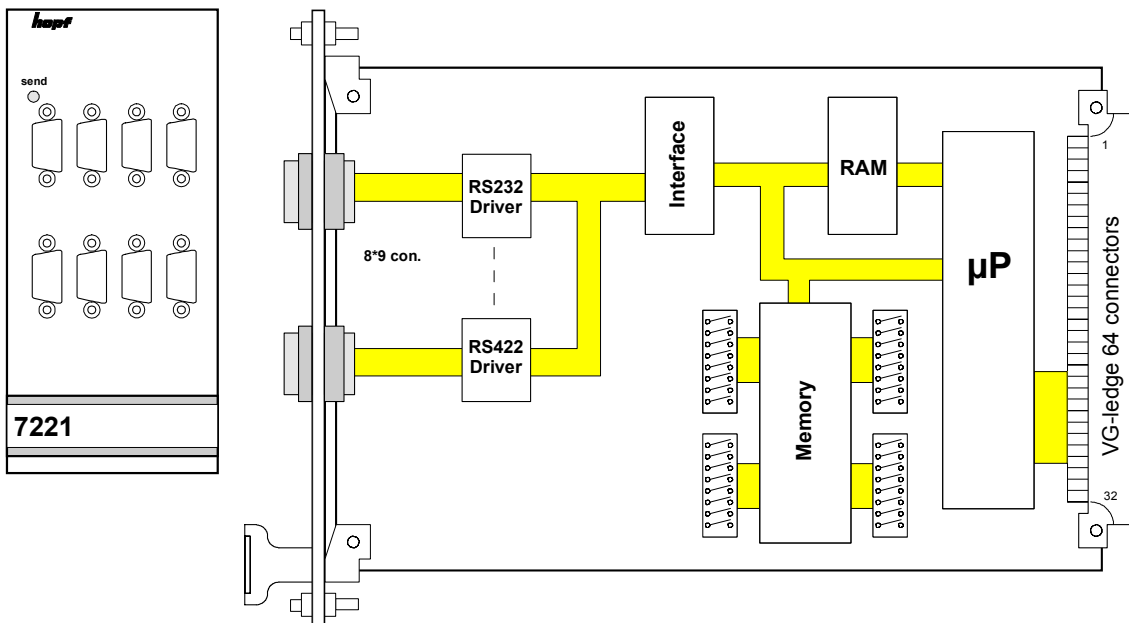 hopf
send
7221
8*9 con.
RS232
Driver
RS422
Driver
Interface
RAM
Memory
µP
1
VG-ledge 64 connectors
32